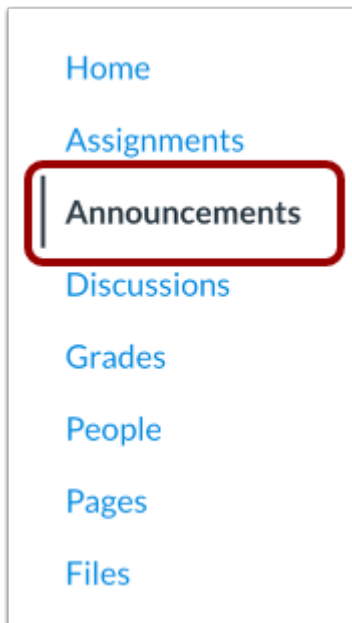 Home
Assignments
Announcements
Discussions
Grades
People
Pages
Files